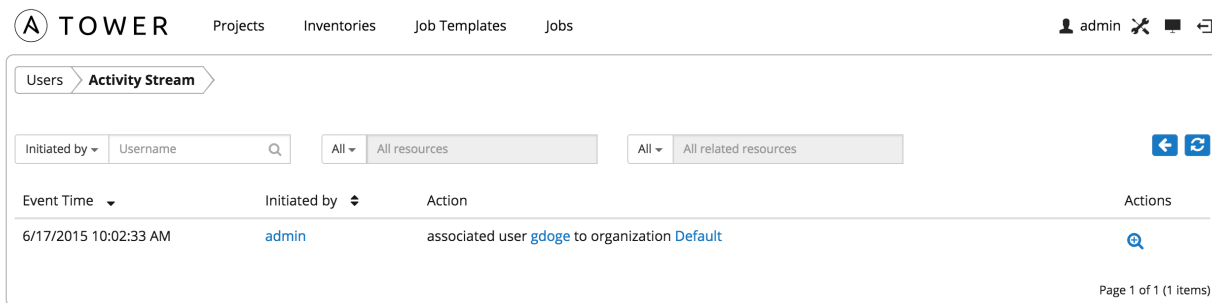 A TOWER Projects Inventories Job Templates Jobs admin
Users Activity Stream
Initiated by Username All All resources All All related resources
Event Time Initiated by Action Actions
6/17/2015 10:02:33 AM admin associated user gdoge to organization Default
Page 1 of 1 (1 items)